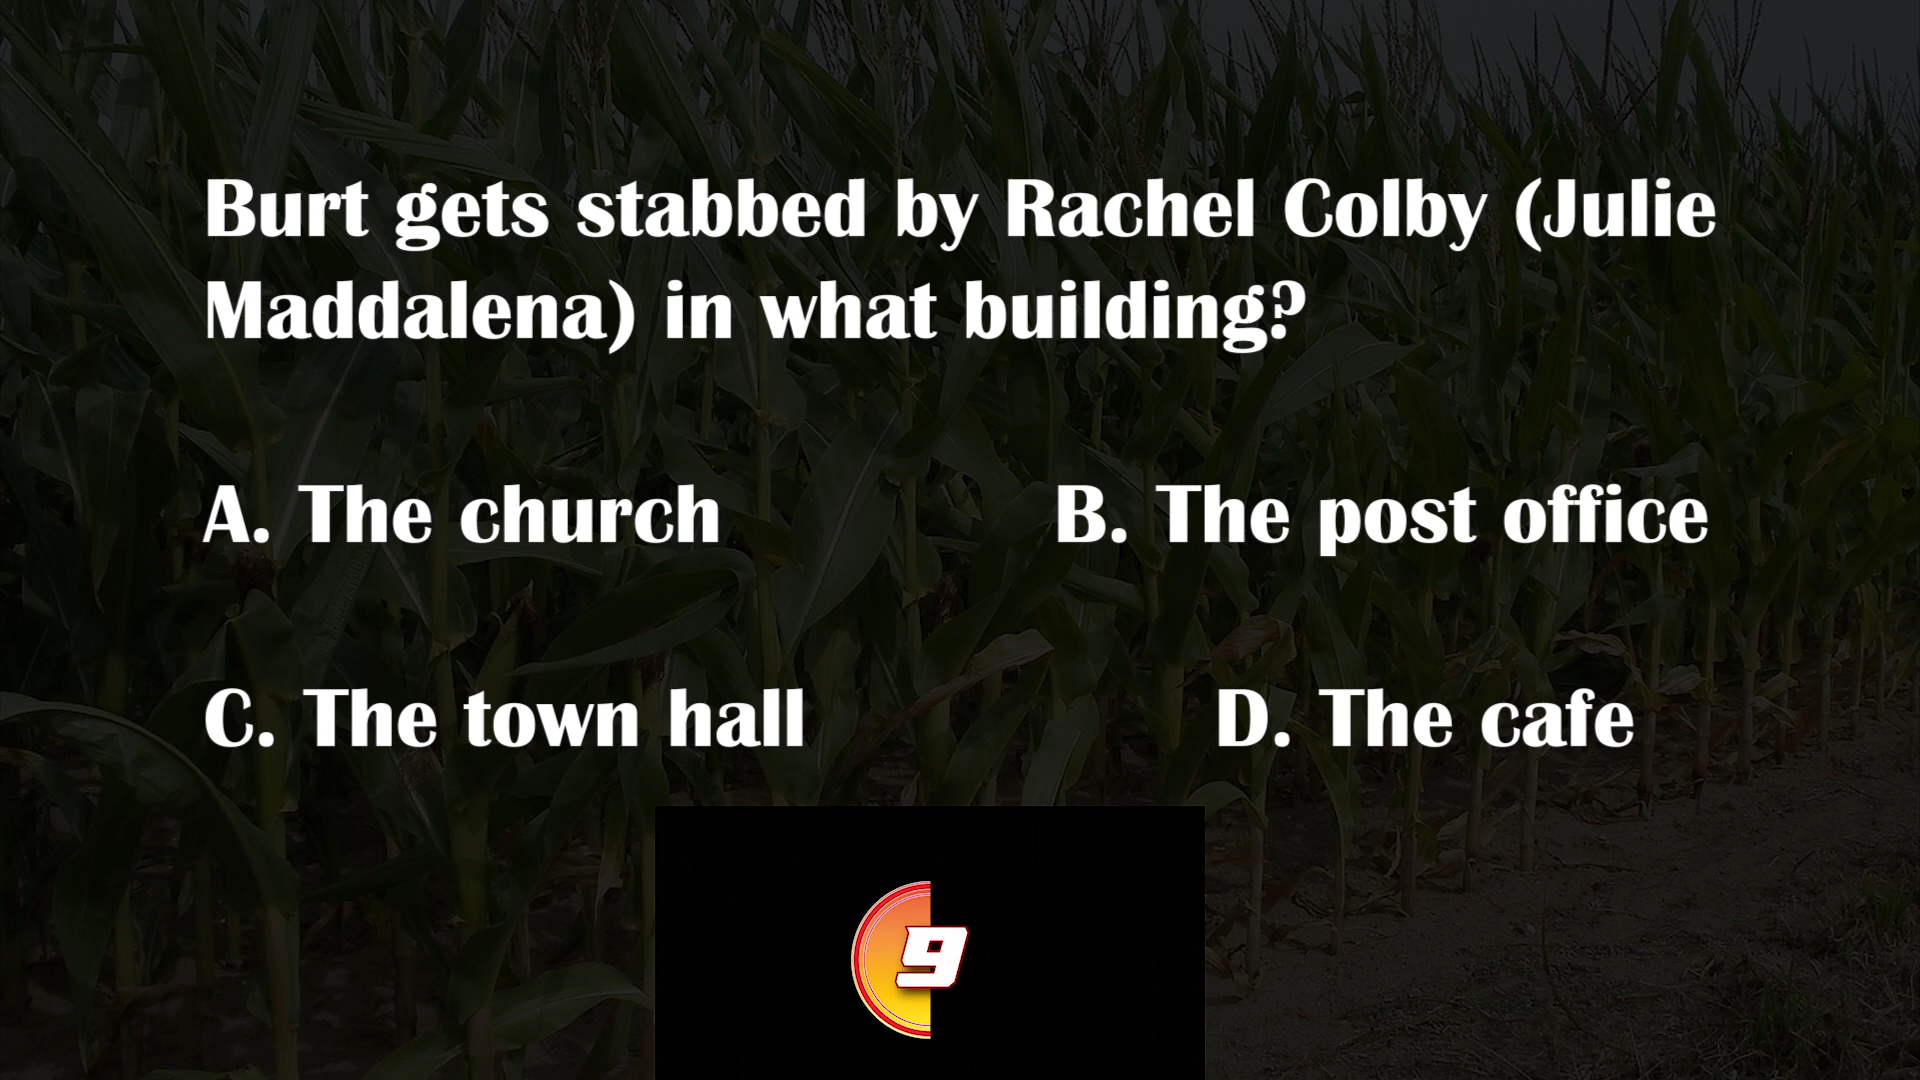 Burt gets stabbed by Rachel Colby (Julie
Maddalena) in what building?
A. The church B. The post office
C. The town hall D. The cafe
9